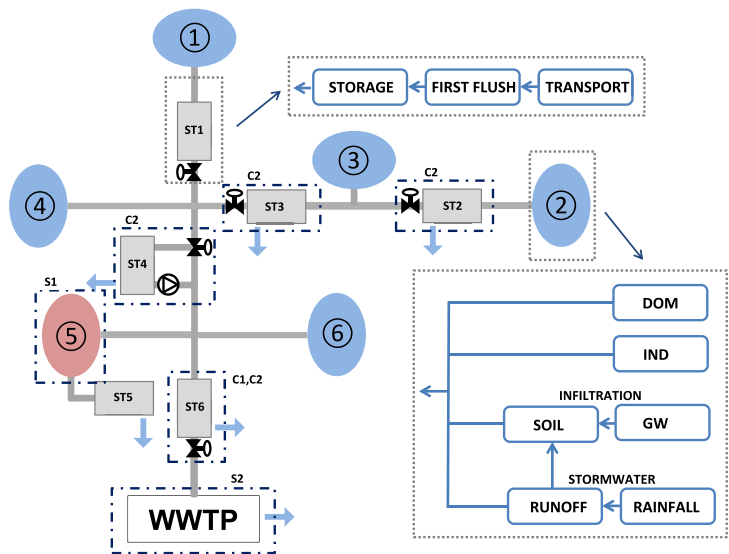 ①
STORAGE
FIRST FLUSH
TRANSPORT
ST1
③
C2
C2
④
ST3
ST2
②
C2
ST4
S1
DOM
⑤
⑥
IND
C1,C2
INFILTRATION
ST5
ST6
SOIL
GW
S2
STORMWATER
RUNOFF
RAINFALL
WWTP